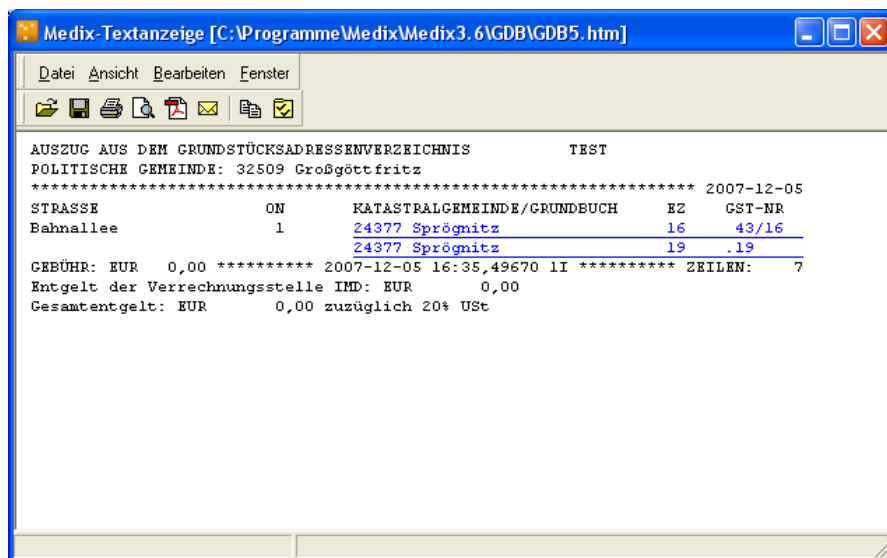 Medix-Textanzeige [C:\Programme\Medix\Medix3.6\GDB\GDB5.htm]
Datei Ansicht Bearbeiten Fenster
AUSZUG AUS DEM GRUNDSTÜCKSADRESSENVERZEICHNIS TEST
POLITISCHE GEMEINDE: 32509 Großgöttfritz
******************************************************************** 2007-12-05
STRASSE ON KATASTRALGEMEINDE/GRUNDBUCH EZ GST-NR
Bahnallee 1 24377 Sprögnitz 16 43/16
24377 Sprögnitz 19 .19
GEBÜHR: EUR 0,00 ********** 2007-12-05 16:35,49670 1I ********** ZEILEN: 7
Entgelt der Verrechnungsstelle IMD: EUR 0,00
Gesamtentgelt: EUR 0,00 zuzüglich 20% USt